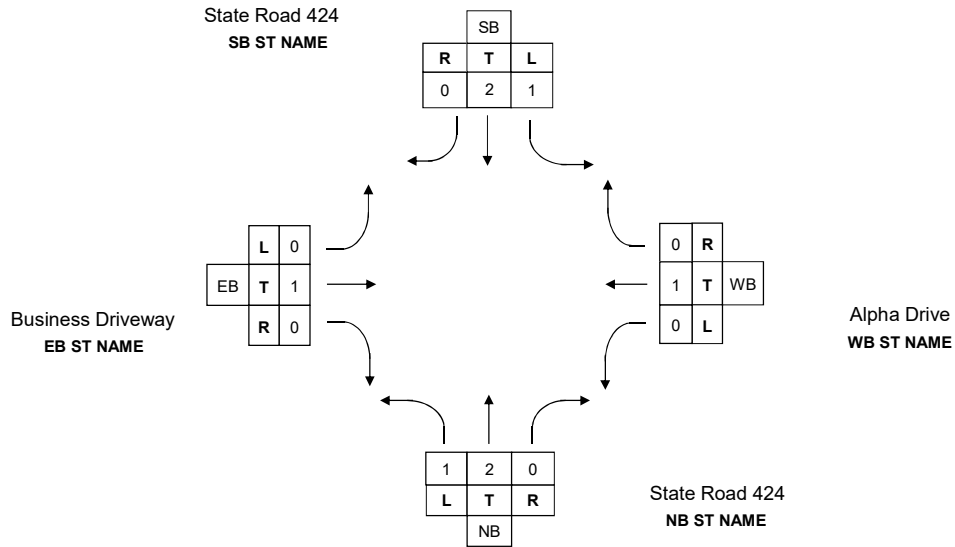 State Road 424
SB ST NAME
SB
R T L
0 2 1
L 0
EB T 1
R 0
Business Driveway
EB ST NAME
0 R
1 T WB
0 L
Alpha Drive
WB ST NAME
1 2 0
L T R
NB
State Road 424
NB ST NAME